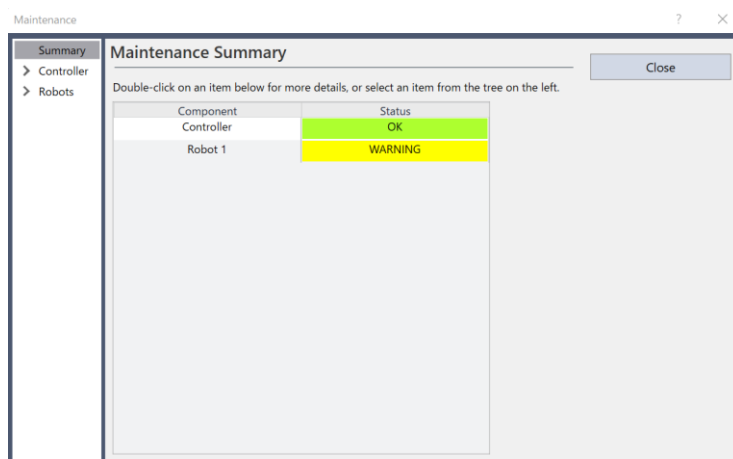 Maintenance
?
Summary
Controller
Robots
Maintenance Summary
Close
Double-click on an item below for more details, or select an item from the tree on the left.
Component Status
Controller OK
Robot 1 WARNING